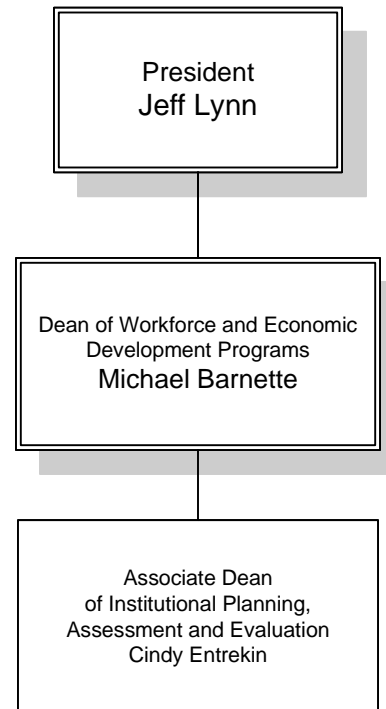 President
Jeff Lynn
Dean of Workforce and Economic
Development Programs
Michael Barnette
Associate Dean
of Institutional Planning,
Assessment and Evaluation
Cindy Entrekin